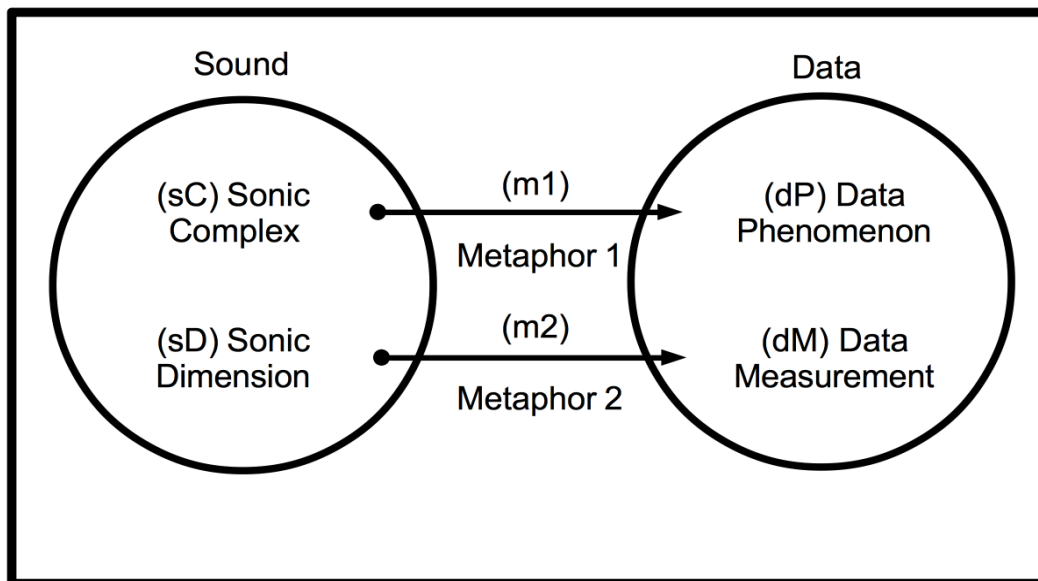 Sound
Data
(sC) Sonic
Complex
(m1)
Metaphor 1
(dP) Data
Phenomenon
(sD) Sonic
Dimension
(m2)
Metaphor 2
(dM) Data
Measurement